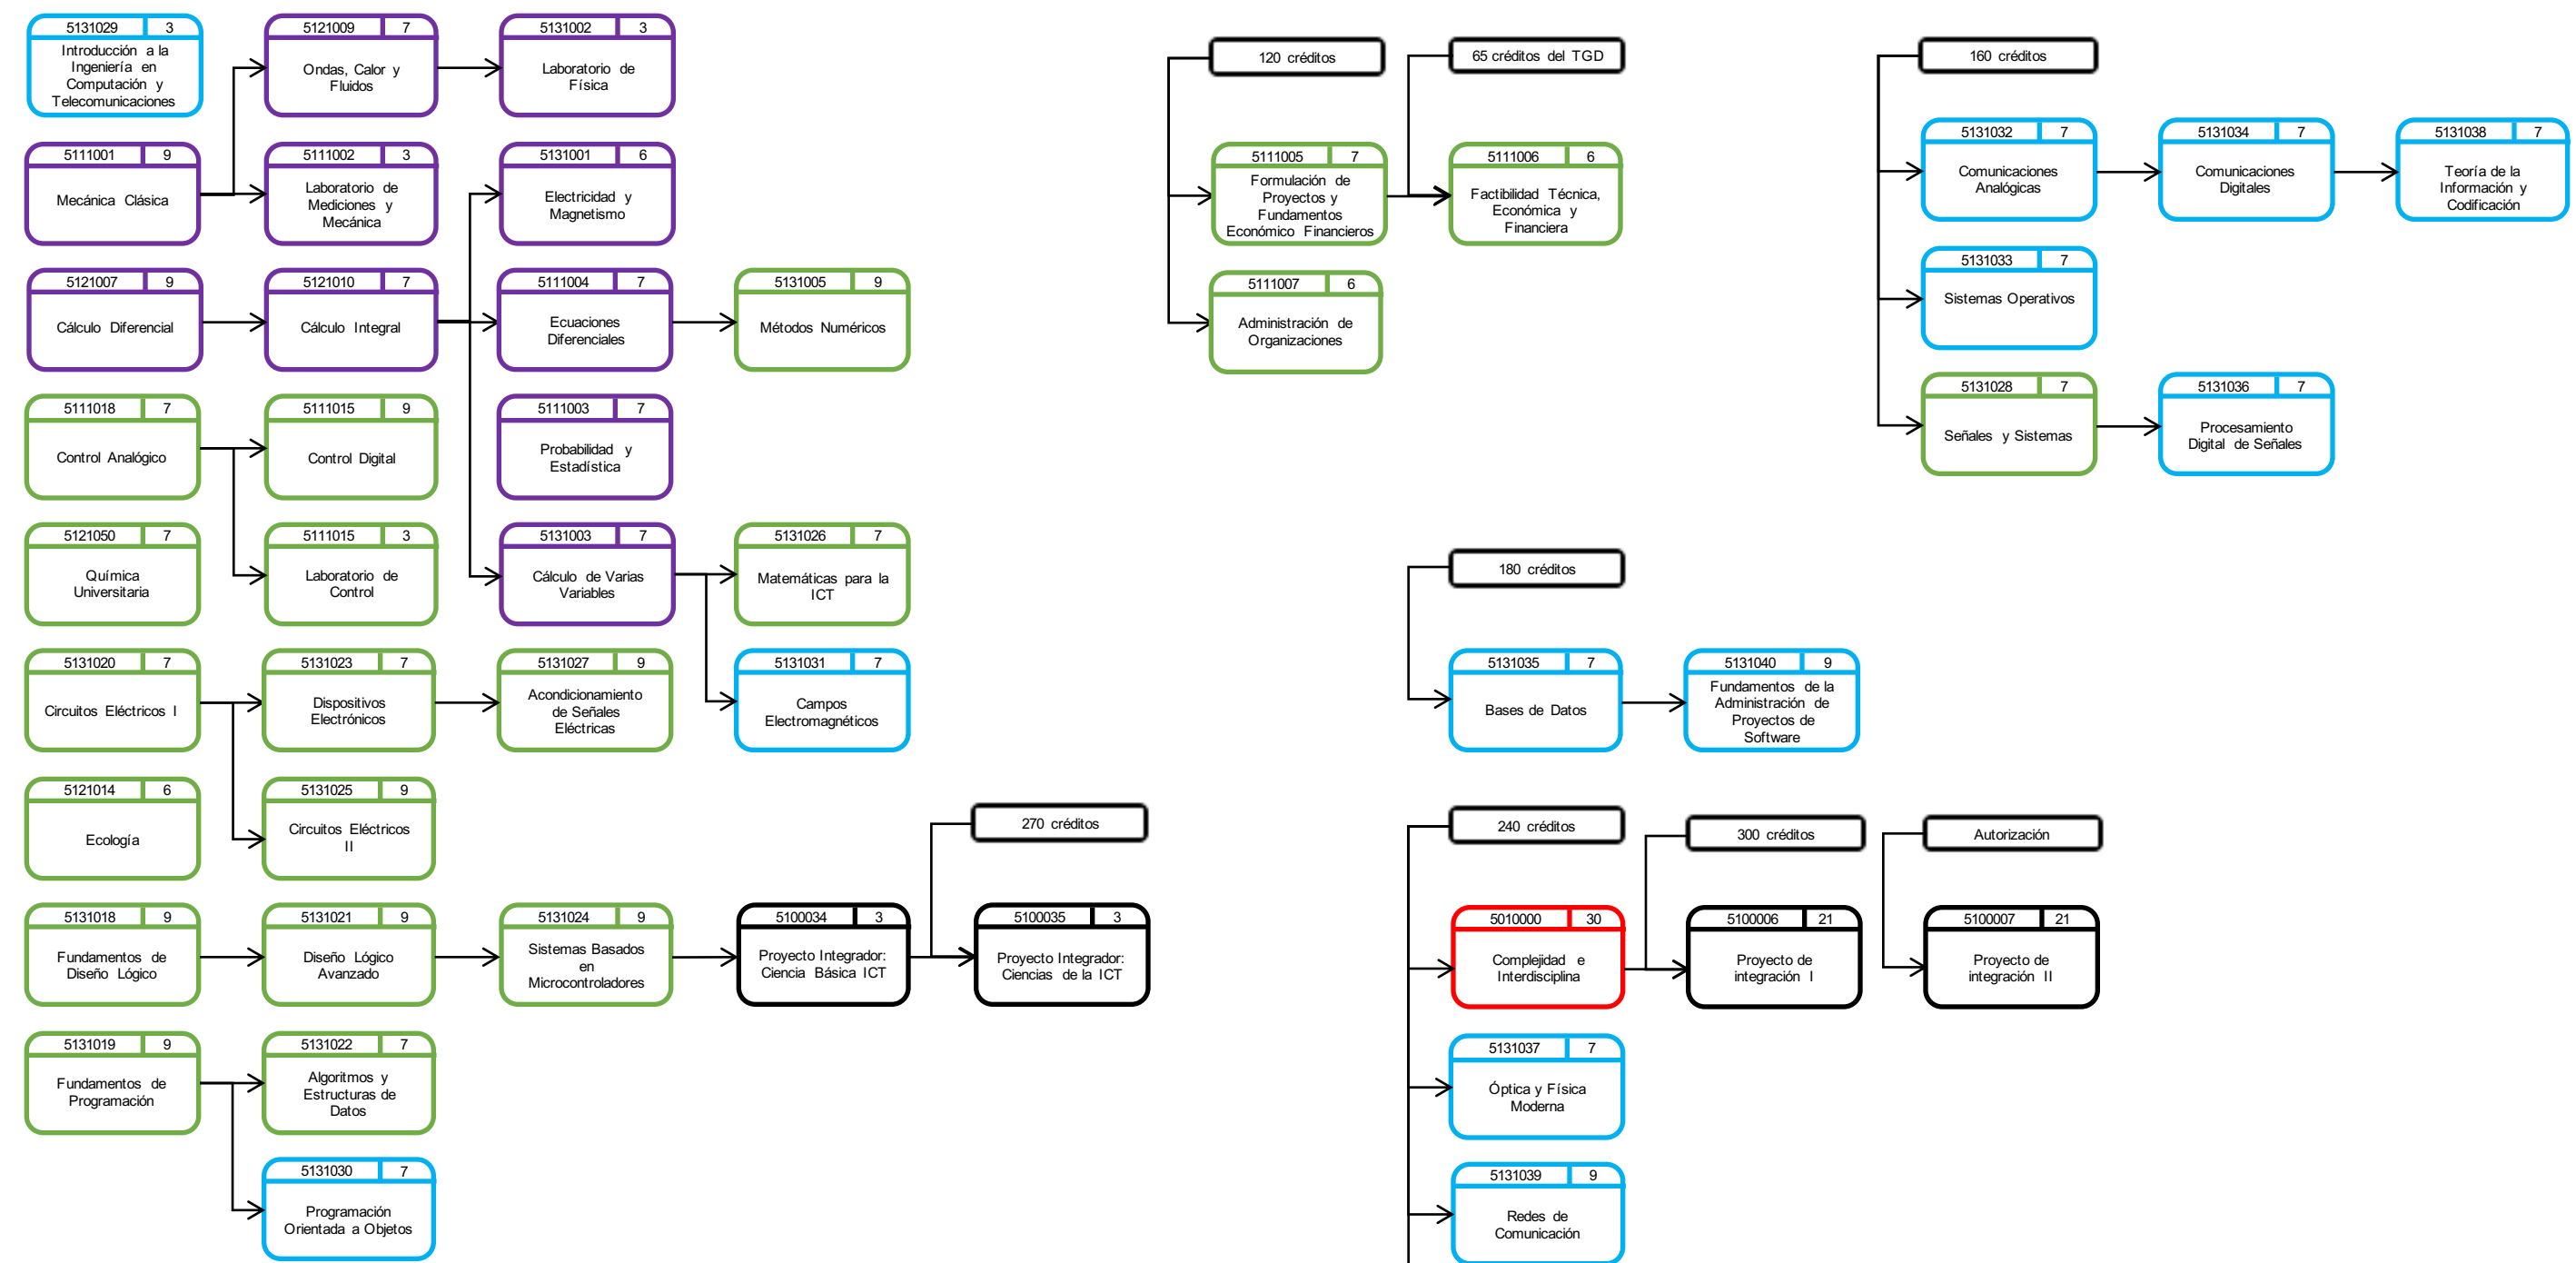 5131029 3
Introducción a la
Ingeniería en
Computación y
Telecomunicaciones
5121009 7
Ondas, Calor y
Fluidos
5131002 3
Laboratorio de
Física
5111001 9
Mecánica Clásica
5111002 3
Laboratorio de
Mediciones y
Mecánica
5131001 6
Electricidad y
Magnetismo
5121007 9
Cálculo Diferencial
5121010 7
Cálculo Integral
5111004 7
Ecuaciones
Diferenciales
5131005 9
Métodos Numéricos
5111018 7
Control Analógico
5111015 9
Control Digital
5111003 7
Probabilidad y
Estadística
5121050 7
Química
Universitaria
5111015 3
Laboratorio de
Control
5131003 7
Cálculo de Varias
Variables
5131026 7
Matemáticas para la
ICT
5131020 7
Circuitos Eléctricos I
5131023 7
Dispositivos
Electrónicos
5131027 9
Acondicionamiento
de Señales
Eléctricas
5131031 7
Campos
Electromagnéticos
5121014 6
Ecología
5131025 9
Circuitos Eléctricos
II
270 créditos
5131018 9
Fundamentos de
Diseño Lógico
5131021 9
Diseño Lógico
Avanzado
5131024 9
Sistemas Basados
en
Microcontroladores
5100034 3
Proyecto Integrador:
Ciencia Básica ICT
5100035 3
Proyecto Integrador:
Ciencias de la ICT
5131019 9
Fundamentos de
Programación
5131022 7
Algoritmos y
Estructuras de
Datos
5131030 7
Programación
Orientada a Objetos
120 créditos
65 créditos del TGD
5111005 7
Formulación de
Proyectos y
Fundamentos
Económico Financieros
5111006 6
Factibilidad Técnica,
Económica y
Financiera
5111007 6
Administración de
Organizaciones
160 créditos
5131032 7
Comunicaciones
Analógicas
5131034 7
Comunicaciones
Digitales
5131038 7
Teoría de la
Información y
Codificación
5131033 7
Sistemas Operativos
5131028 7
Señales y Sistemas
5131036 7
Procesamiento
Digital de Señales
180 créditos
5131035 7
Bases de Datos
5131040 9
Fundamentos de la
Administración de
Proyectos de
Software
240 créditos
300 créditos
Autorización
5010000 30
Complejidad e
Interdisciplina
5100006 21
Proyecto de
integración I
5100007 21
Proyecto de
integración II
5131037 7
Óptica y Física
Moderna
5131039 9
Redes de
Comunicación